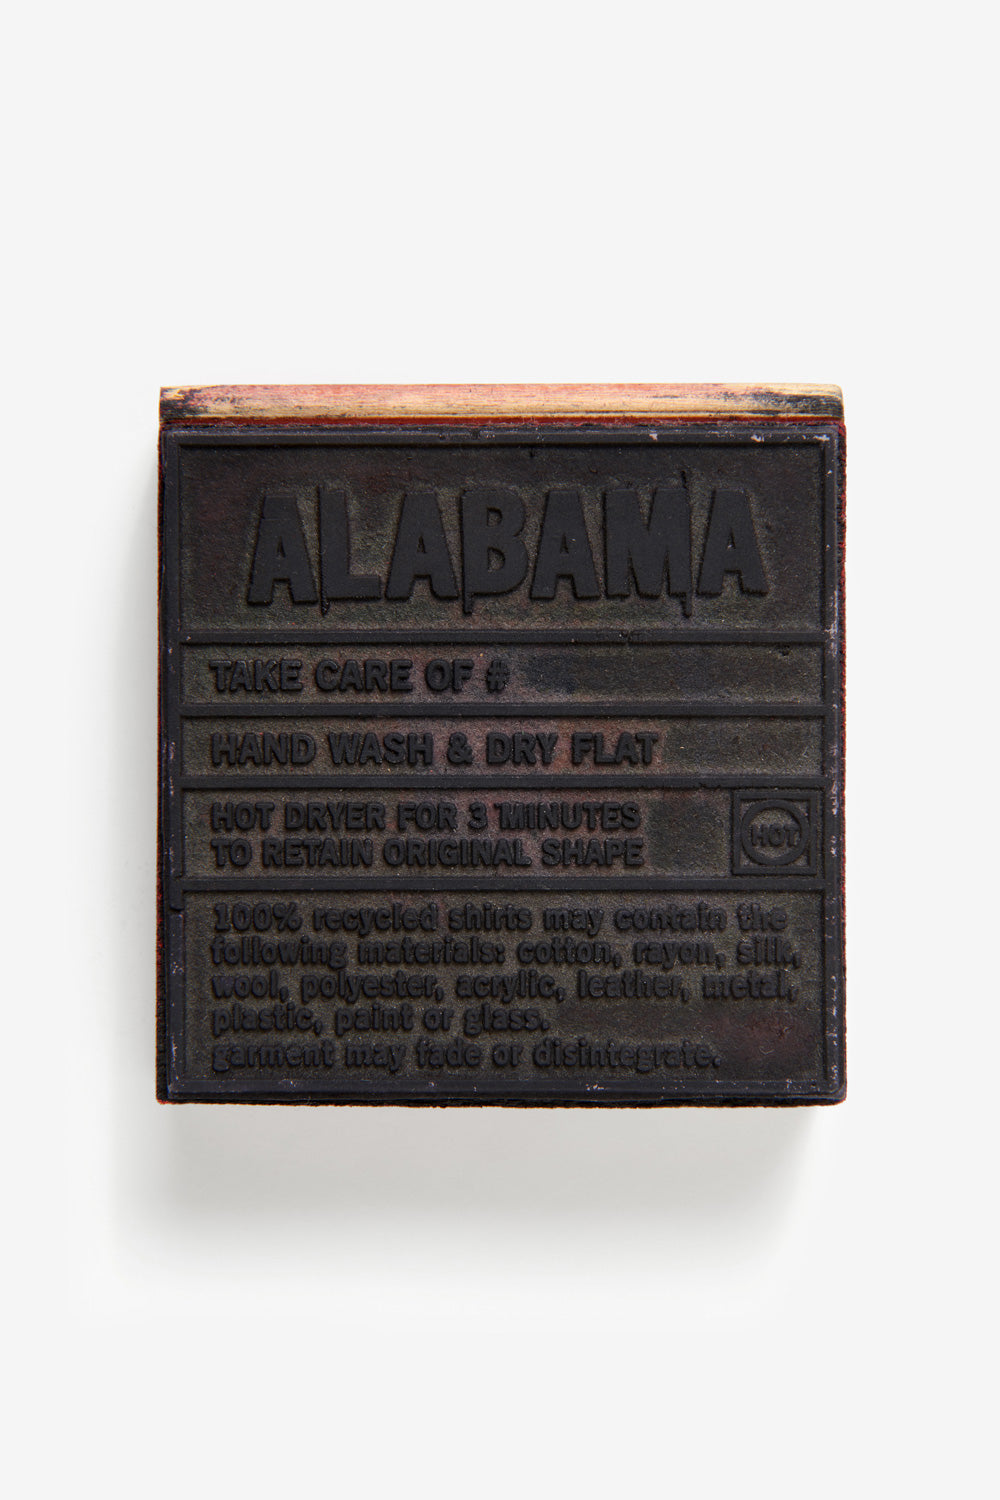 ALABAMA
TAKE CARE OF #
HAND WASH & DRY FLAT
HOT DRYER FOR 3 MINUTES
TO RETAIN ORIGINAL SHAPE
HOT
100% recycled shirts may contain the
following materials: cotton, rayon, silk,
wool, polyester, acrylic, leather, metal,
plastic, paint or glass.
garment may fade or disintegrate.